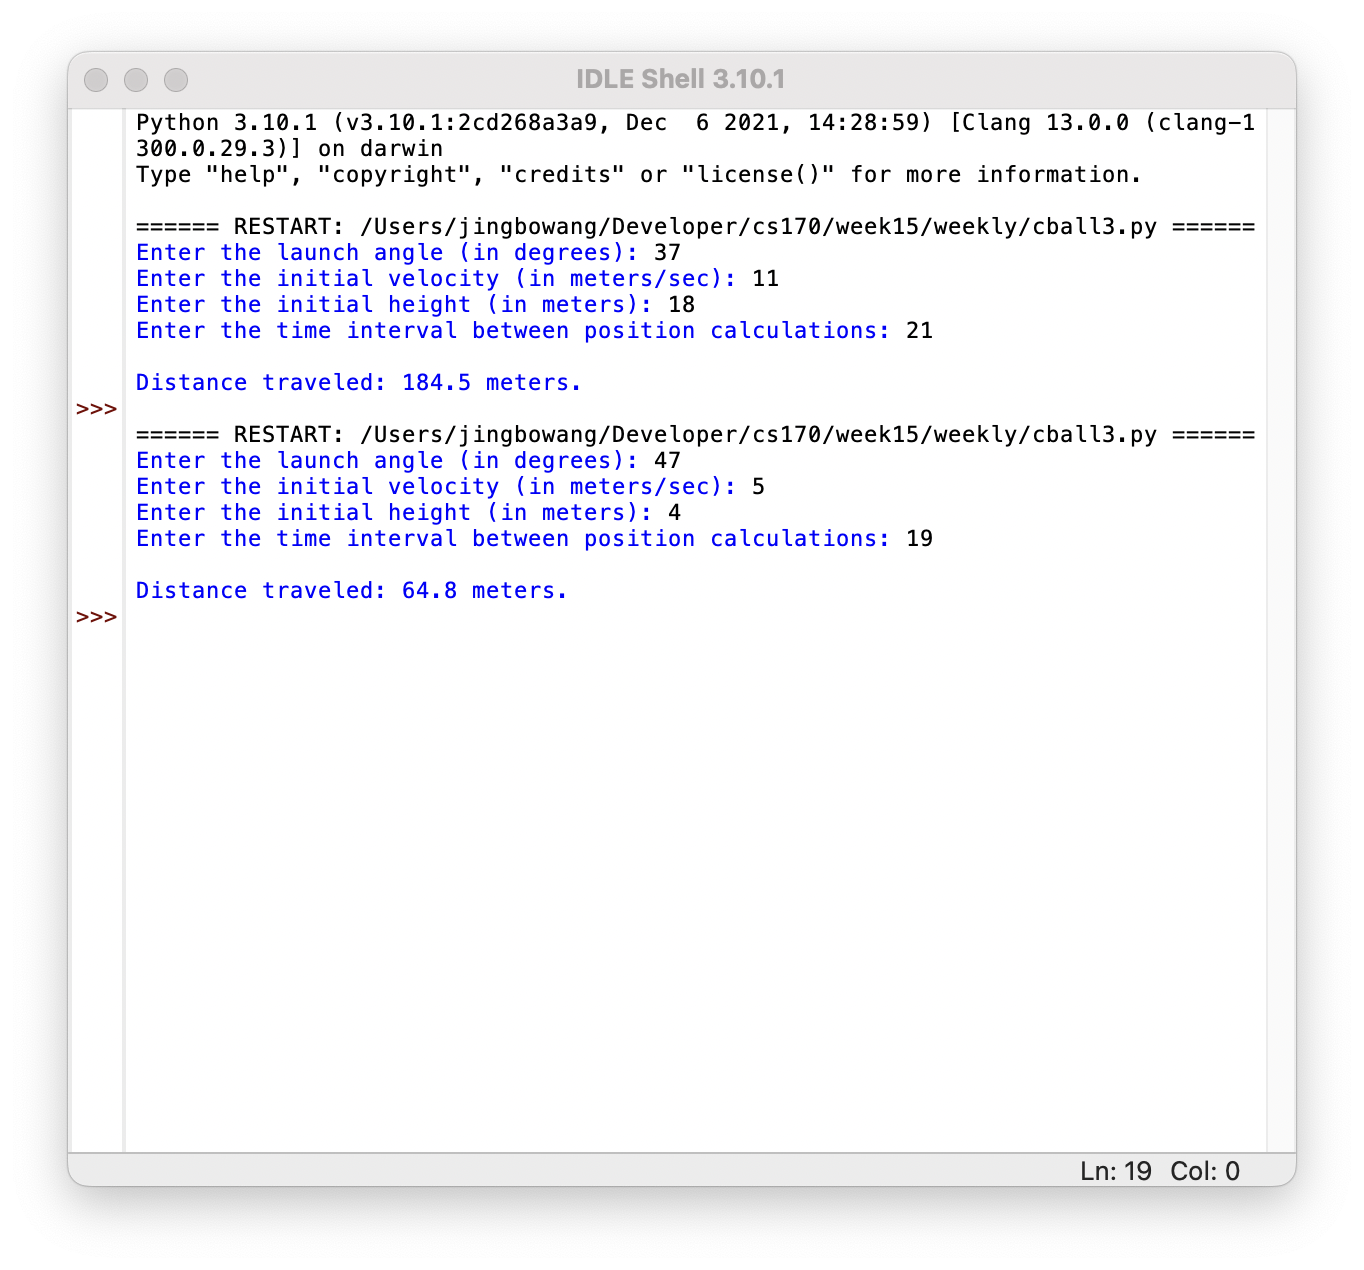 IDLE Shell 3.10.1
Python 3.10.1 (v3.10.1:2cd268a3a9, Dec  6 2021, 14:28:59) [Clang 13.0.0 (clang-1
300.0.29.3)] on darwin
Type "help", "copyright", "credits" or "license()" for more information.
====== RESTART: /Users/jingbowang/Developer/cs170/week15/weekly/cball3.py ======
Enter the launch angle (in degrees): 37
Enter the initial velocity (in meters/sec): 11
Enter the initial height (in meters): 18
Enter the time interval between position calculations: 21
Distance traveled: 184.5 meters.
>>>
====== RESTART: /Users/jingbowang/Developer/cs170/week15/weekly/cball3.py ======
Enter the launch angle (in degrees): 47
Enter the initial velocity (in meters/sec): 5
Enter the initial height (in meters): 4
Enter the time interval between position calculations: 19
Distance traveled: 64.8 meters.
>>>
Ln: 19 Col: 0